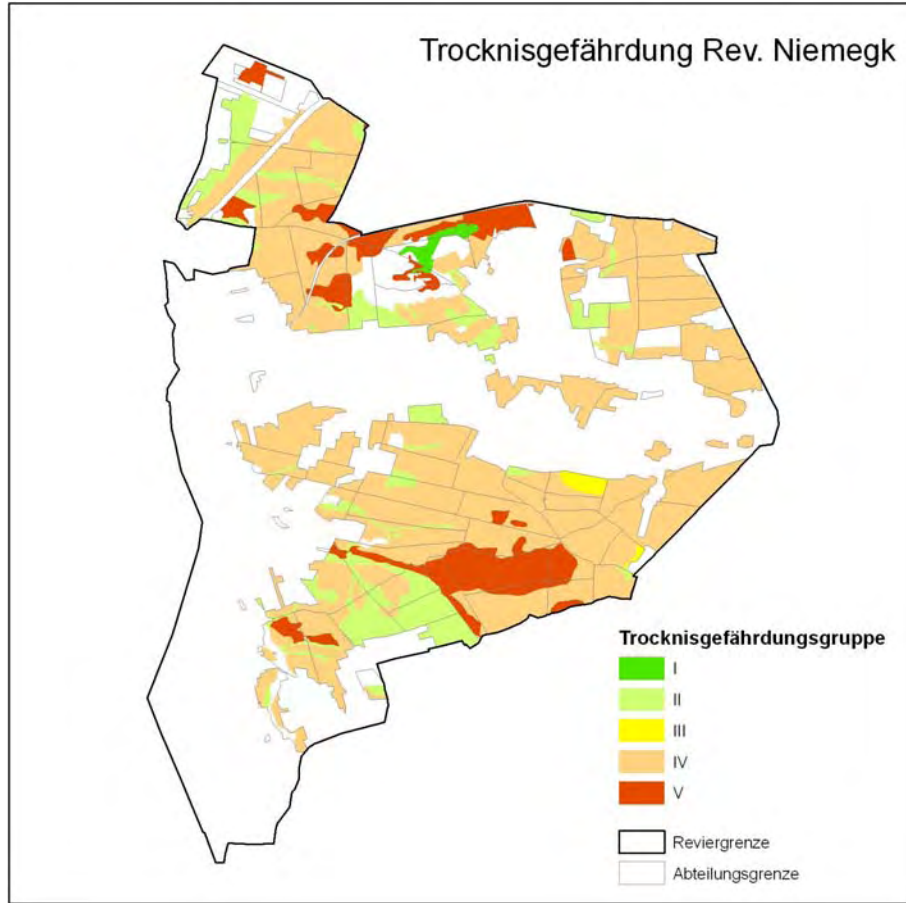 Trocknisgefährdung Rev. Niemegk
Trocknisgefährdungsgruppe
I
II
III
IV
V
Reviergrenze
Abteilungsgrenze